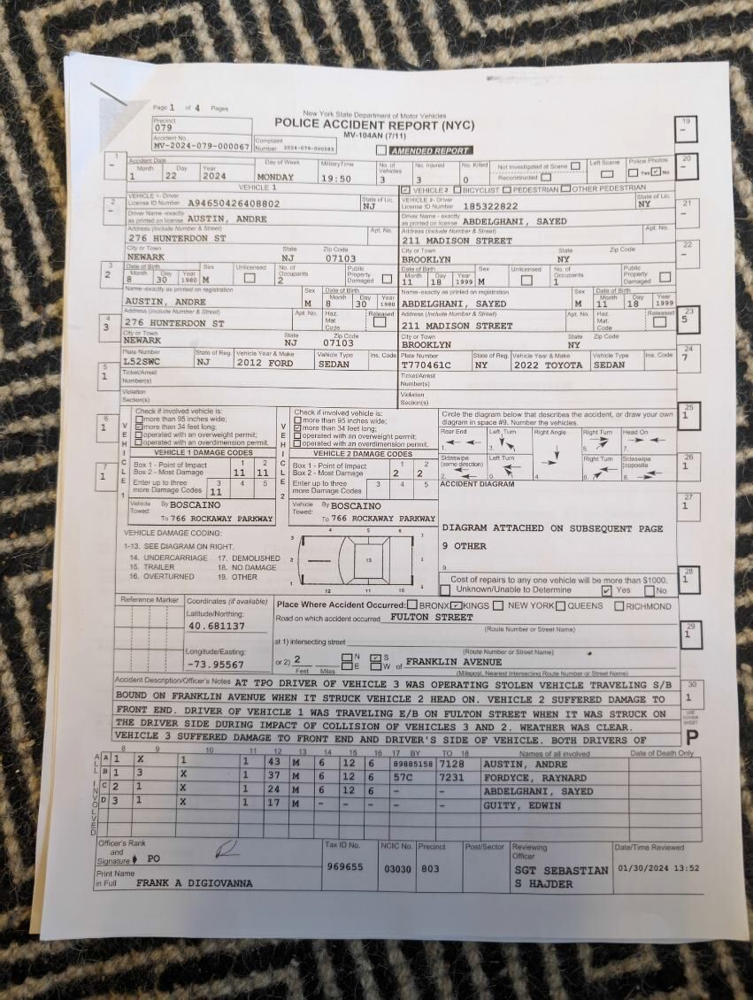 Page 1 of 4 Pages
New York State Department of Motor Vehicles
POLICE ACCIDENT REPORT (NYC)
MV-104AN (7/11)
Precinct
079
Accident No.
MV-2024-079-000067
Complaint Number 2024-079-000583
AMENDED REPORT
19
-
1
-
Accident Date
Month Day Year
1 22 2024
Day of Week
MONDAY
Military Time
19:50
No. of Vehicles
3
No. Injured
3
No. Killed
0
Not Investigated at Scene
Reconstructed
Left Scene
Police Photos
Yes No
20
-
VEHICLE 1
VEHICLE 2 BICYCLIST PEDESTRIAN OTHER PEDESTRIAN
2
-
VEHICLE 1- Driver
License ID Number A94650426408802
State of Lic.
NJ
VEHICLE 2- Driver
License ID Number 185322822
State of Lic.
NY
21
-
Driver Name -exactly
as printed on license AUSTIN, ANDRE
Driver Name - exactly
as printed on license ABDELGHANI, SAYED
Address (Include Number & Street) Apt. No.
276 HUNTERDON ST
Address (Include Number & Street) Apt. No.
211 MADISON STREET
City or Town State Zip Code
NEWARK NJ 07103
City or Town State Zip Code
BROOKLYN NY
22
-
3
2
Date of Birth
Month Day Year
8 30 1980
Sex
M
Unlicensed
No. of Occupants
2
Public Property Damaged
Date of Birth
Month Day Year
11 18 1999
Sex
M
Unlicensed
No. of Occupants
1
Public Property Damaged
Name-exactly as printed on registration Sex Date of Birth
Month Day Year
AUSTIN, ANDRE M 8 30 1980
Name-exactly as printed on registration Sex Date of Birth
Month Day Year
ABDELGHANI, SAYED M 11 18 1999
4
3
Address (Include Number & Street) Apt. No. Haz. Mat Code Released
276 HUNTERDON ST
Address (Include Number & Street) Apt. No. Haz. Mat Code Released
211 MADISON STREET
23
5
City or Town State Zip Code
NEWARK NJ 07103
City or Town State Zip Code
BROOKLYN NY
Plate Number State of Reg. Vehicle Year & Make Vehicle Type Ins. Code
L52SWC NJ 2012 FORD SEDAN
Plate Number State of Reg. Vehicle Year & Make Vehicle Type Ins. Code
T770461C NY 2022 TOYOTA SEDAN
24
7
5
1
Ticket/Arrest
Number(s)
Ticket/Arrest
Number(s)
Violation
Section(s)
Violation
Section(s)
25
1
6
1
VEHICLE 1
Check if involved vehicle is:
more than 95 inches wide;
more than 34 feet long;
operated with an overweight permit;
operated with an overdimension permit.
VEHICLE 1 DAMAGE CODES
Box 1 - Point of Impact 1 2
Box 2 - Most Damage 11 11
Enter up to three
more Damage Codes 3 4 5
11
Vehicle Towed: By BOSCAINO
To 766 ROCKAWAY PARKWAY
7
1
VEHICLE 2
Check if involved vehicle is:
more than 95 inches wide;
more than 34 feet long;
operated with an overweight permit;
operated with an overdimension permit.
VEHICLE 2 DAMAGE CODES
Box 1 - Point of Impact 1 2
Box 2 - Most Damage 2 2
Enter up to three
more Damage Codes 3 4 5
Vehicle Towed: By BOSCAINO
To 766 ROCKAWAY PARKWAY
Circle the diagram below that describes the accident, or draw your own
diagram in space #9. Number the vehicles.
Rear End Left Turn Right Angle Right Turn Head On
1. 3. 5. 7.
Sideswipe (same direction) Left Turn Right Turn Sideswipe (opposite
2. 0. 4. 6. 8.
26
1
ACCIDENT DIAGRAM
27
1
DIAGRAM ATTACHED ON SUBSEQUENT PAGE
9 OTHER
9.
VEHICLE DAMAGE CODING:
1-13. SEE DIAGRAM ON RIGHT.
14. UNDERCARRIAGE 17. DEMOLISHED
15. TRAILER 18. NO DAMAGE
16. OVERTURNED 19. OTHER
3 4 5 6 7
2 13 8
1 12 11 10 9
28
1
Cost of repairs to any one vehicle will be more than $1000.
Unknown/Unable to Determine Yes No
Reference Marker
Coordinates (if available)
Latitude/Northing:
40.681137
Longitude/Easting:
-73.95567
Place Where Accident Occurred: BRONX KINGS NEW YORK QUEENS RICHMOND
Road on which accident occurred FULTON STREET
(Route Number or Street Name)
at 1) intersecting street
(Route Number or Street Name)
or 2) 2 N S E W of FRANKLIN AVENUE
Feet Miles
(Milepost, Nearest Intersecting Route Number or Street Name)
29
1
Accident Description/Officer's Notes AT TPO DRIVER OF VEHICLE 3 WAS OPERATING STOLEN VEHICLE TRAVELING S/B
BOUND ON FRANKLIN AVENUE WHEN IT STRUCK VEHICLE 2 HEAD ON. VEHICLE 2 SUFFERED DAMAGE TO
FRONT END. DRIVER OF VEHICLE 1 WAS TRAVELING E/B ON FULTON STREET WHEN IT WAS STRUCK ON
THE DRIVER SIDE DURING IMPACT OF COLLISION OF VEHICLES 3 AND 2. WEATHER WAS CLEAR.
VEHICLE 3 SUFFERED DAMAGE TO FRONT END AND DRIVER'S SIDE OF VEHICLE. BOTH DRIVERS OF
30
1
USE COVER SHEET
P
ALL INVOLVED
8 9 10 11 12 13 14 15 16 17 BY TO 18 Names of all involved Date of Death Only
A 1 X 1 1 43 M 6 12 6 89885158 7128 AUSTIN, ANDRE
B 1 3 X 1 37 M 6 12 6 57C 7231 FORDYCE, RAYNARD
C 2 1 X 1 24 M 6 12 6 - - ABDELGHANI, SAYED
D 3 1 X 1 17 M - - - - - GUITY, EDWIN
Officer's Rank
and
Signature PO
Print Name
in Full FRANK A DIGIOVANNA
Tax ID No.
969655
NCIC No.
03030
Precinct
803
Post/Sector
Reviewing
Officer
SGT SEBASTIAN
S HAJDER
Date/Time Reviewed
01/30/2024 13:52